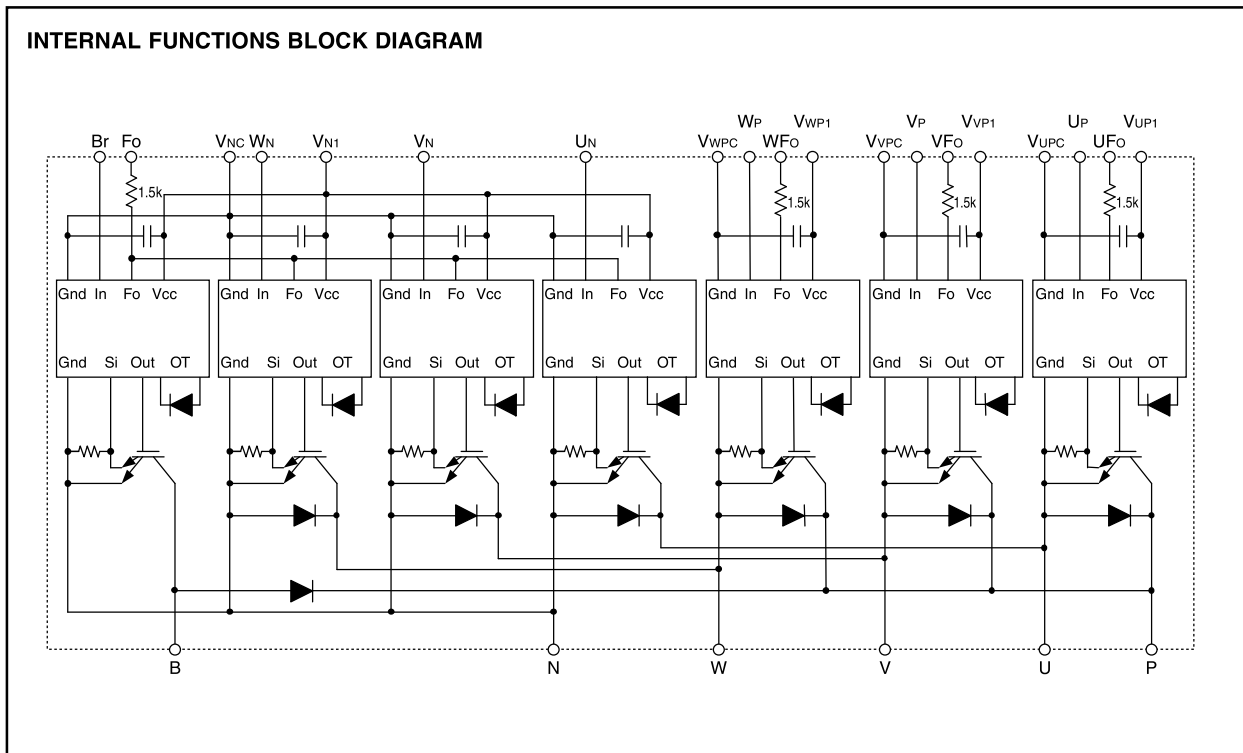 INTERNAL FUNCTIONS BLOCK DIAGRAM
WP VWP1 VP VVP1 UP VUP1
Br FO VNC WN VN1 VN UN VWPC WFO VVPC VFO VUPC UFO
1.5k 1.5k 1.5k 1.5k
Gnd In Fo Vcc Gnd In Fo Vcc Gnd In Fo Vcc Gnd In Fo Vcc Gnd In Fo Vcc Gnd In Fo Vcc Gnd In Fo Vcc
Gnd Si Out OT Gnd Si Out OT Gnd Si Out OT Gnd Si Out OT Gnd Si Out OT Gnd Si Out OT Gnd Si Out OT
B N W V U P